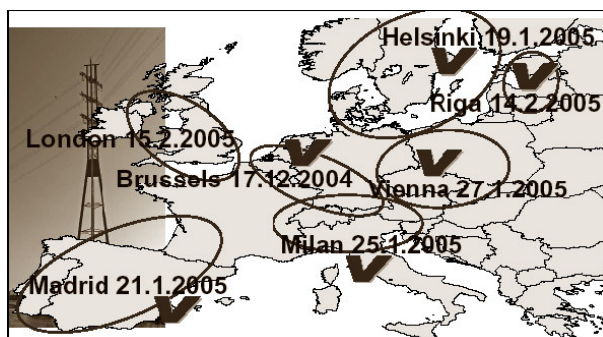 Helsinki 19.1.2005
Riga 14.2.2005
London 15.2.2005
Brussels 17.12.2004
Vienna 27.1.2005
Milan 25.1.2005
Madrid 21.1.2005